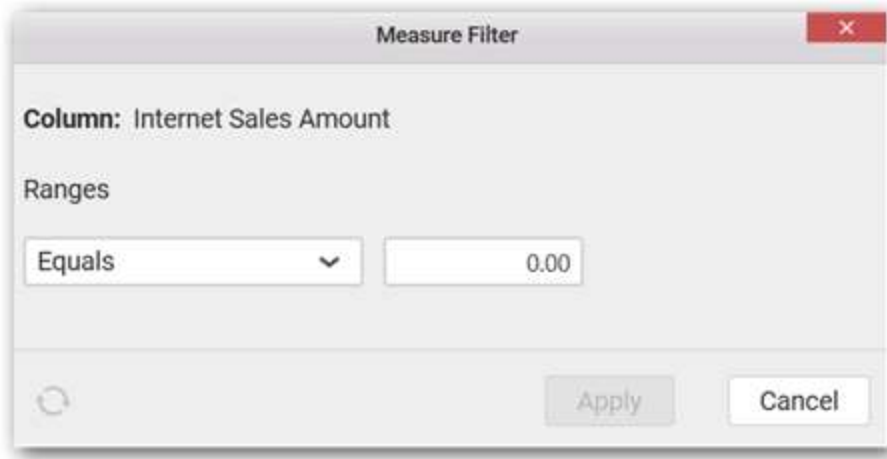 Measure Filter
Column: Internet Sales Amount
Ranges
Equals 0.00
Apply Cancel